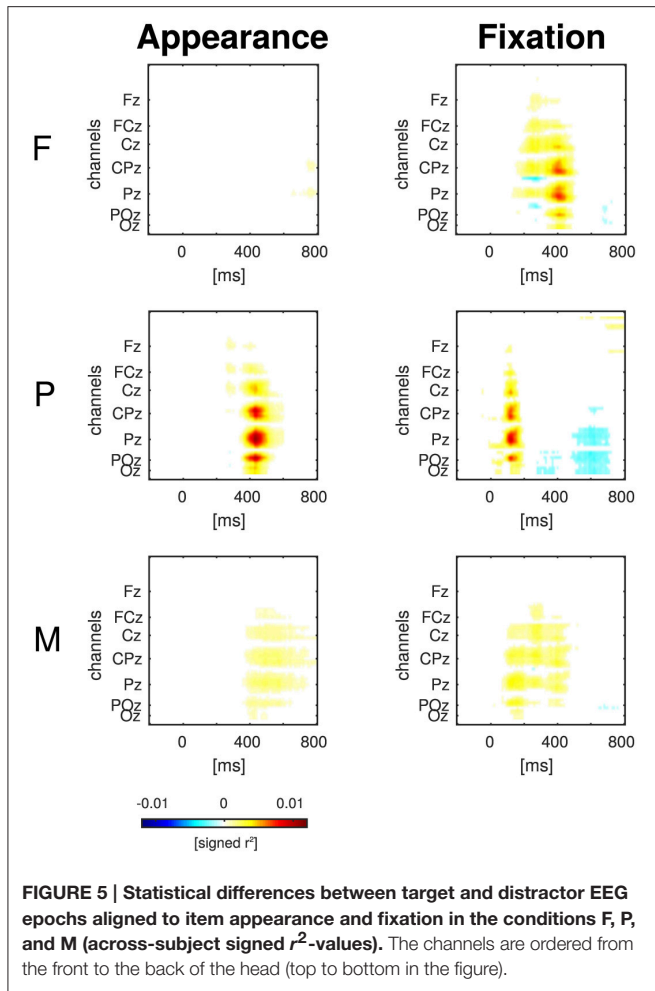 Appearance Fixation
F
channels
Fz
FCz
Cz
CPz
Pz
POz
Oz
0 400 800
[ms]
channels
Fz
FCz
Cz
CPz
Pz
POz
Oz
0 400 800
[ms]
P
channels
Fz
FCz
Cz
CPz
Pz
POz
Oz
0 400 800
[ms]
channels
Fz
FCz
Cz
CPz
Pz
POz
Oz
0 400 800
[ms]
M
channels
Fz
FCz
Cz
CPz
Pz
POz
Oz
0 400 800
[ms]
channels
Fz
FCz
Cz
CPz
Pz
POz
Oz
0 400 800
[ms]
-0.01 0 0.01
[signed r²]
FIGURE 5 | Statistical differences between target and distractor EEG
epochs aligned to item appearance and fixation in the conditions F, P,
and M (across-subject signed r²-values). The channels are ordered from
the front to the back of the head (top to bottom in the figure).